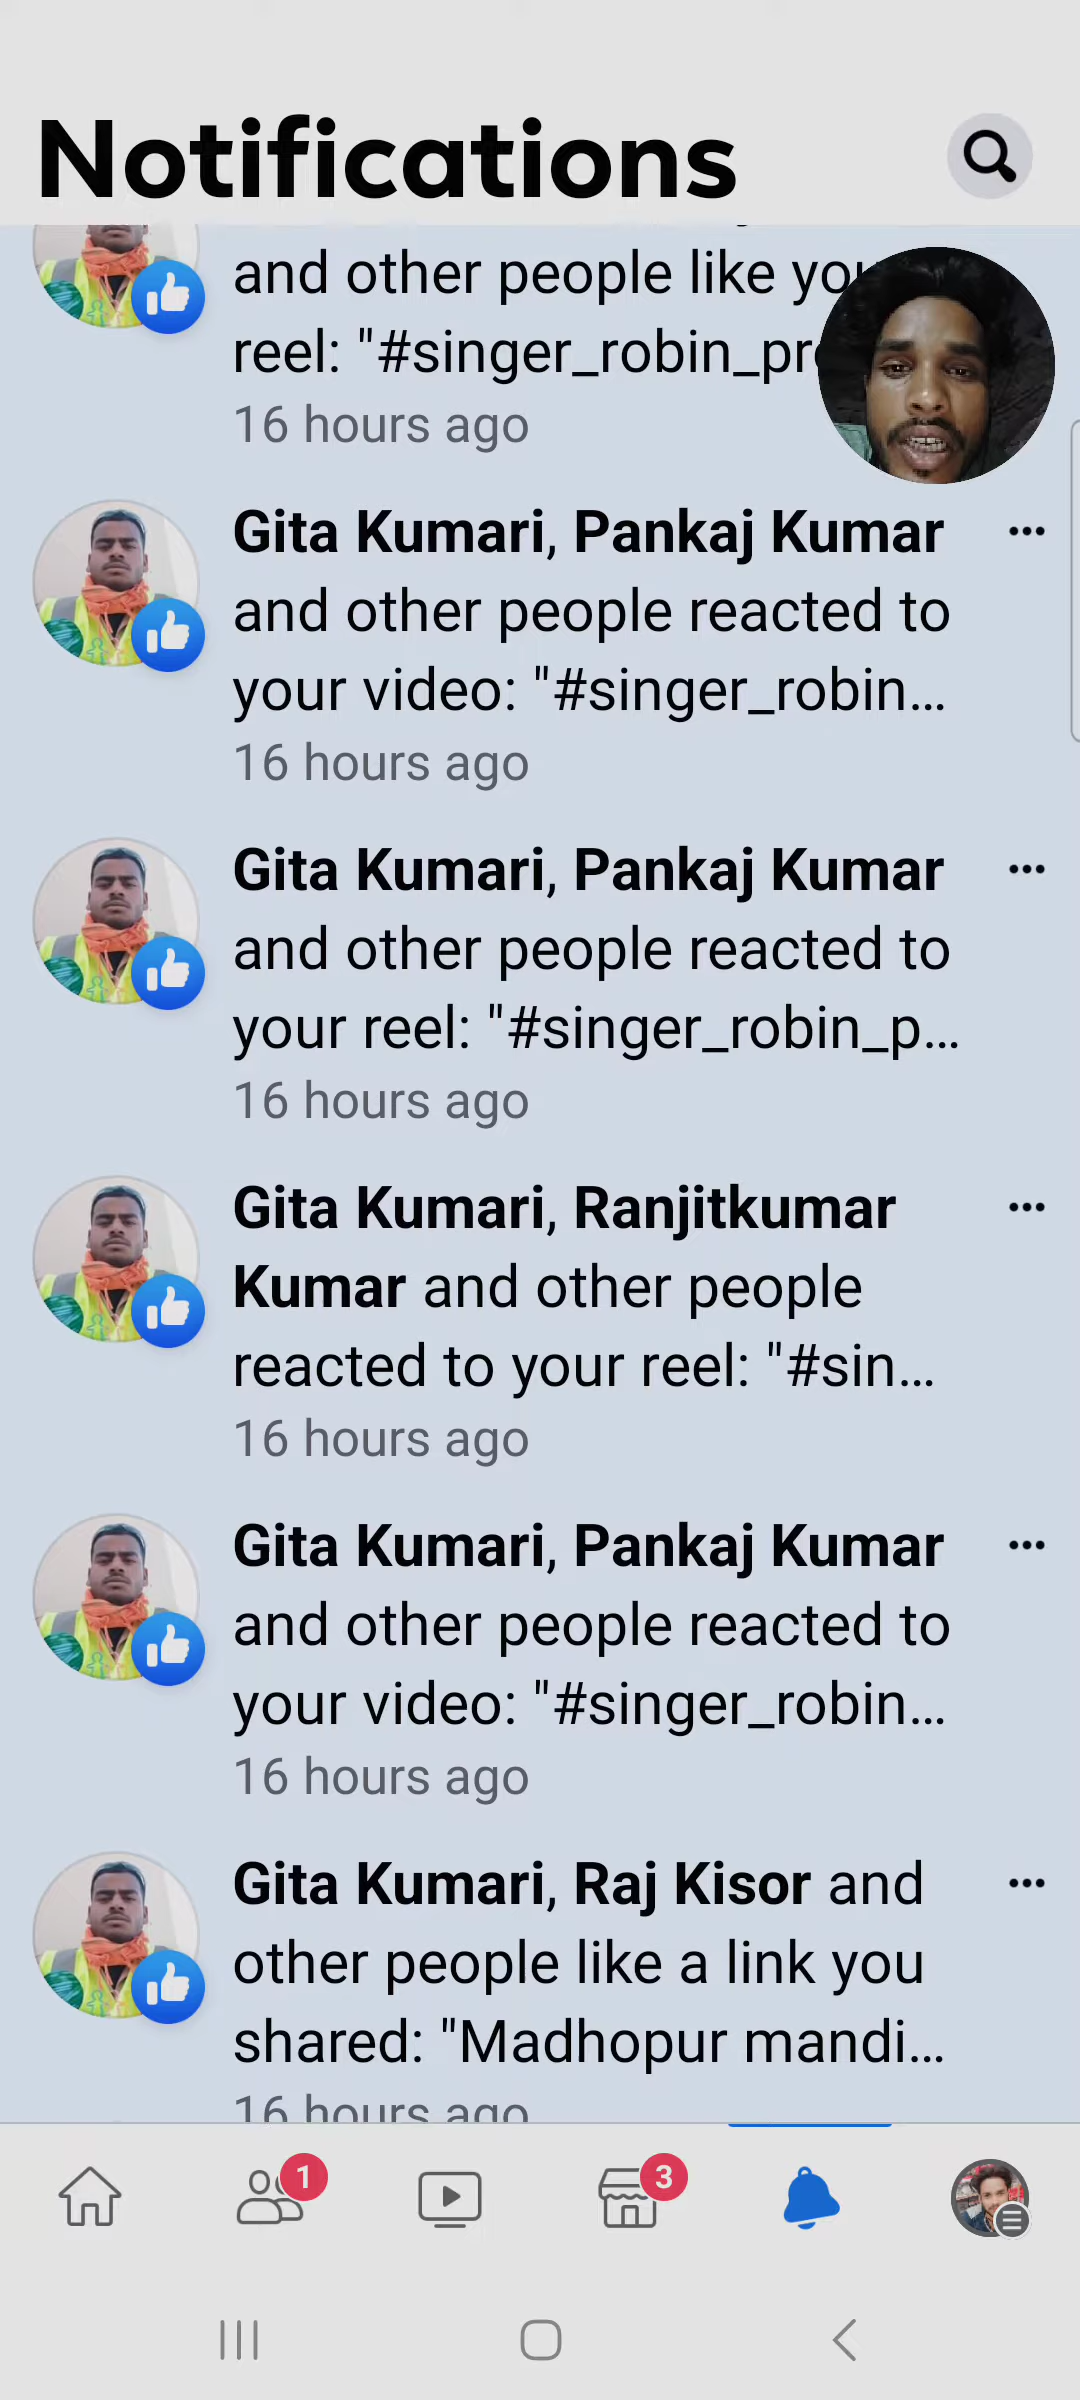 Notifications
and other people like you
reel: "#singer_robin_pr
16 hours ago
Gita Kumari, Pankaj Kumar
and other people reacted to
your video: "#singer_robin...
16 hours ago
Gita Kumari, Pankaj Kumar
and other people reacted to
your reel: "#singer_robin_p...
16 hours ago
Gita Kumari, Ranjitkumar
Kumar and other people
reacted to your reel: "#sin...
16 hours ago
Gita Kumari, Pankaj Kumar
and other people reacted to
your video: "#singer_robin...
16 hours ago
Gita Kumari, Raj Kisor and
other people like a link you
shared: "Madhopur mandi...
16 hours ago
1
3